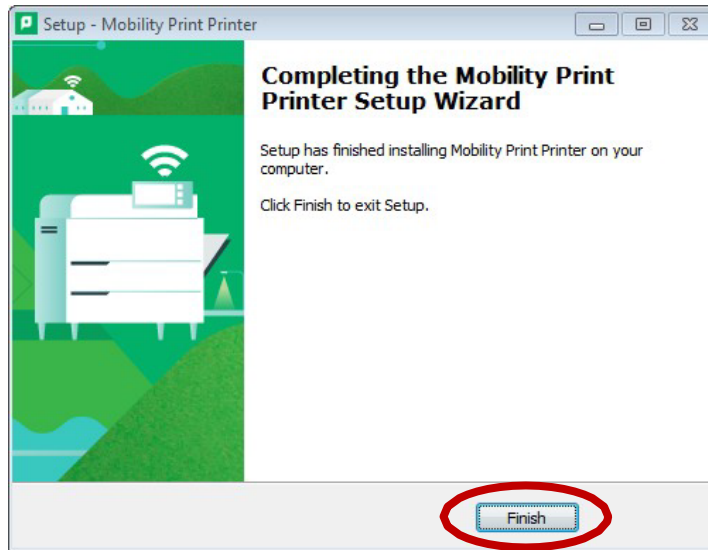 Setup - Mobility Print Printer
Completing the Mobility Print
Printer Setup Wizard
Setup has finished installing Mobility Print Printer on your
computer.
Click Finish to exit Setup.
Finish